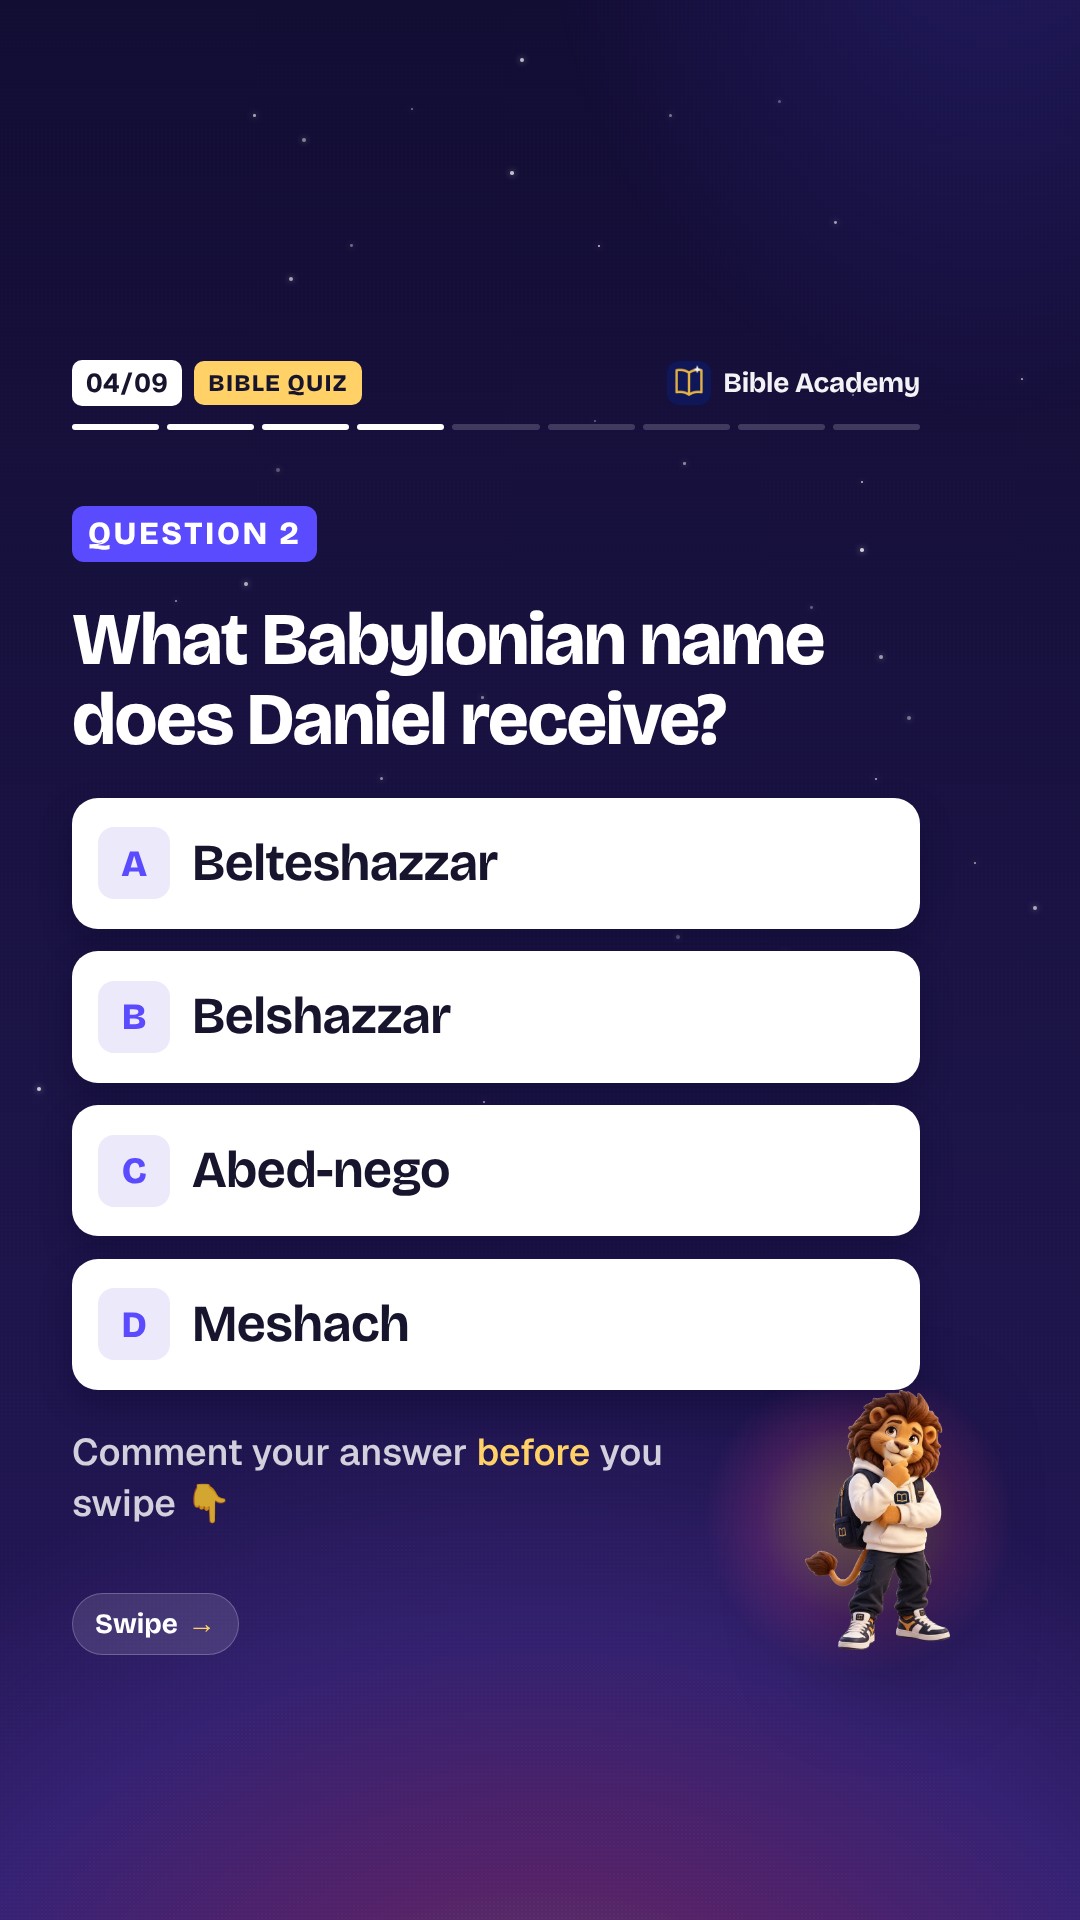 04/09
BIBLE QUIZ
Bible Academy
QUESTION 2
What Babylonian name
does Daniel receive?
A
Belteshazzar
B
Belshazzar
C
Abed-nego
D
Meshach
Comment your answer before you
swipe 👇
Swipe →